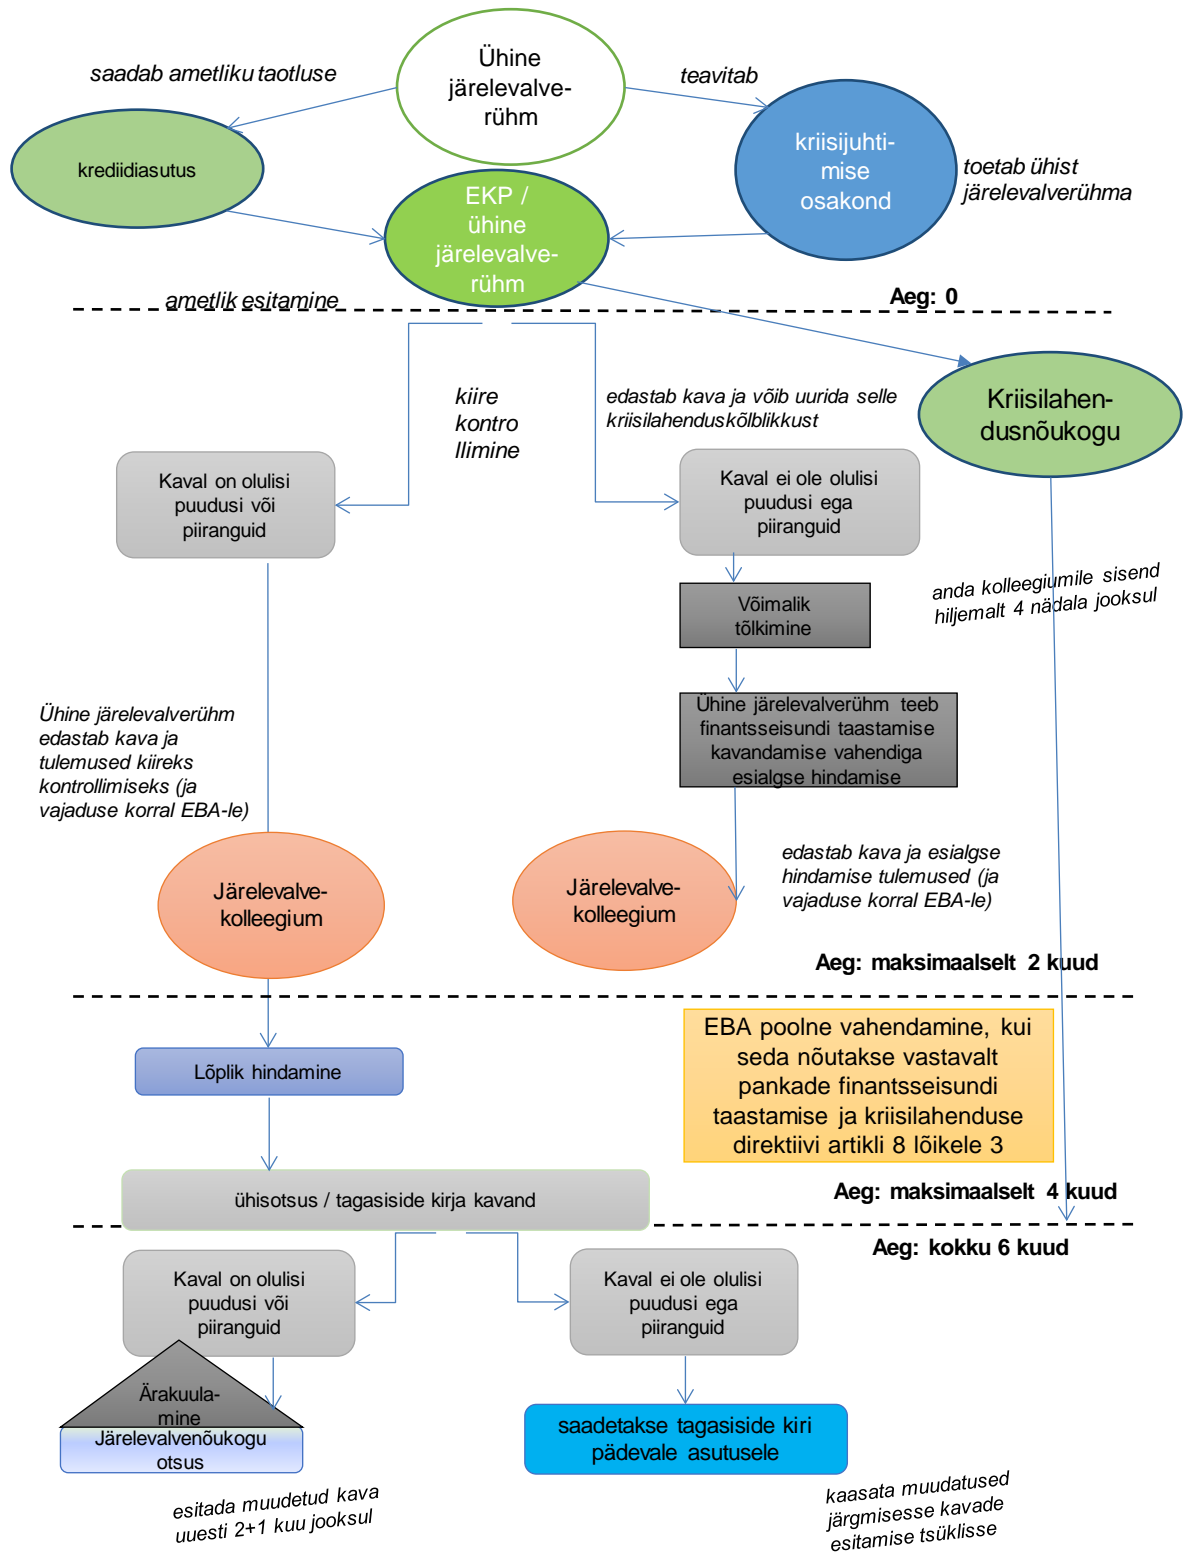 Ühine
järelevalve-
rühm
saadab ametliku taotluse
teavitab
krediidiasutus
kriisijuhti-
mise
osakond
toetab ühist
järelevalverühma
EKP /
ühine
järelevalve-
rühm
ametlik esitamine
Aeg: 0
kiire
kontro
llimine
edastab kava ja võib uurida selle
kriisilahenduskõlblikkust
Kriisilahen-
dusnõukogu
Kaval on olulisi
puudusi või
piiranguid
Kaval ei ole olulisi
puudusi ega
piiranguid
anda kolleegiumile sisend
hiljemalt 4 nädala jooksul
Võimalik
tõlkimine
Ühine järelevalverühm
edastab kava ja
tulemused kiireks
kontrollimiseks (ja
vajaduse korral EBA-le)
Ühine järelevalverühm teeb
finantsseisundi taastamise
kavandamise vahendiga
esialgse hindamise
Järelevalve-
kolleegium
Järelevalve-
kolleegium
edastab kava ja esialgse
hindamise tulemused (ja
vajaduse korral EBA-le)
Aeg: maksimaalselt 2 kuud
Lõplik hindamine
EBA poolne vahendamine, kui
seda nõutakse vastavalt
pankade finantsseisundi
taastamise ja kriisilahenduse
direktiivi artikli 8 lõikele 3
ühisotsus / tagasiside kirja kavand
Aeg: maksimaalselt 4 kuud
Aeg: kokku 6 kuud
Kaval on olulisi
puudusi või
piiranguid
Kaval ei ole olulisi
puudusi ega
piiranguid
Ärakuula-
mine
Järelevalvenõukogu
otsus
saadetakse tagasiside kiri
pädevale asutusele
esitada muudetud kava
uuesti 2+1 kuu jooksul
kaasata muudatused
järgmisesse kavade
esitamise tsüklisse